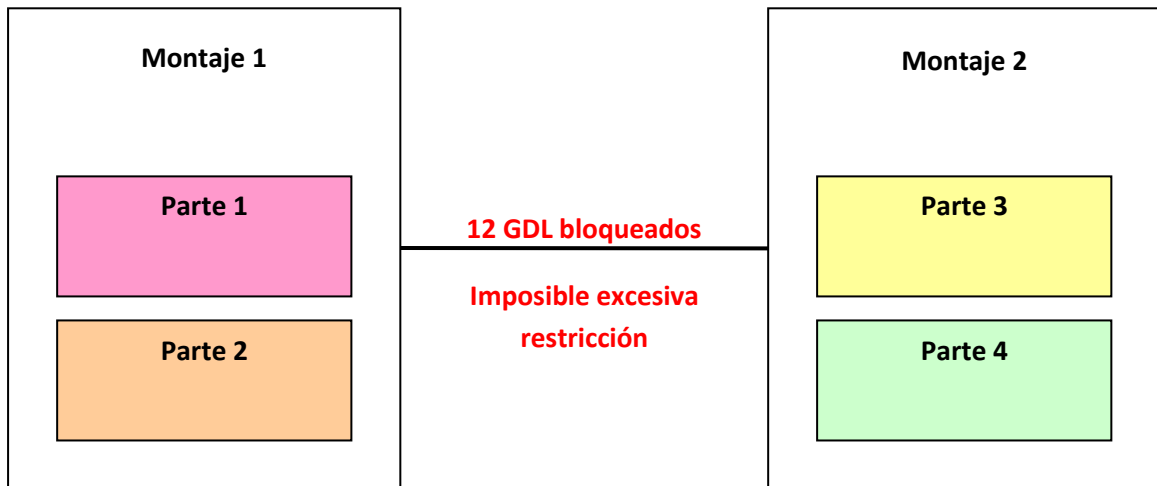 Montaje 1
Parte 1
Parte 2
12 GDL bloqueados
Imposible excesiva
restricción
Montaje 2
Parte 3
Parte 4